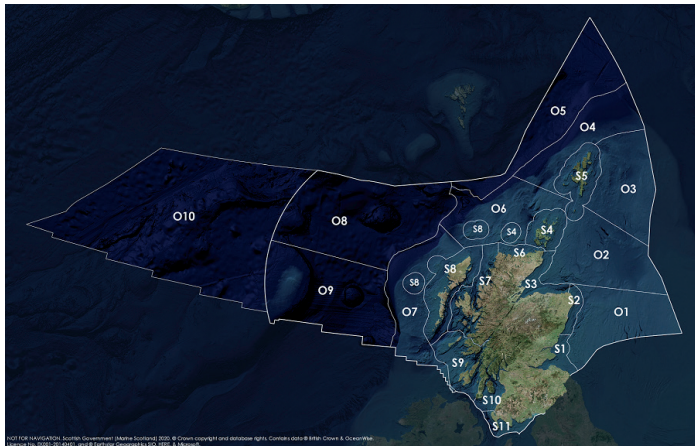 O5
O4
S5
O3
O10
O8
O6
S8
S4
S4
S6
O2
S8
S7
O9
S8
S3
S2
O7
O1
S1
S9
S10
S11
NOT FOR NAVIGATION. Scottish Government (Marine Scotland) 2020. © Crown copyright and database rights. Contains data © British Crown & OceanWise.